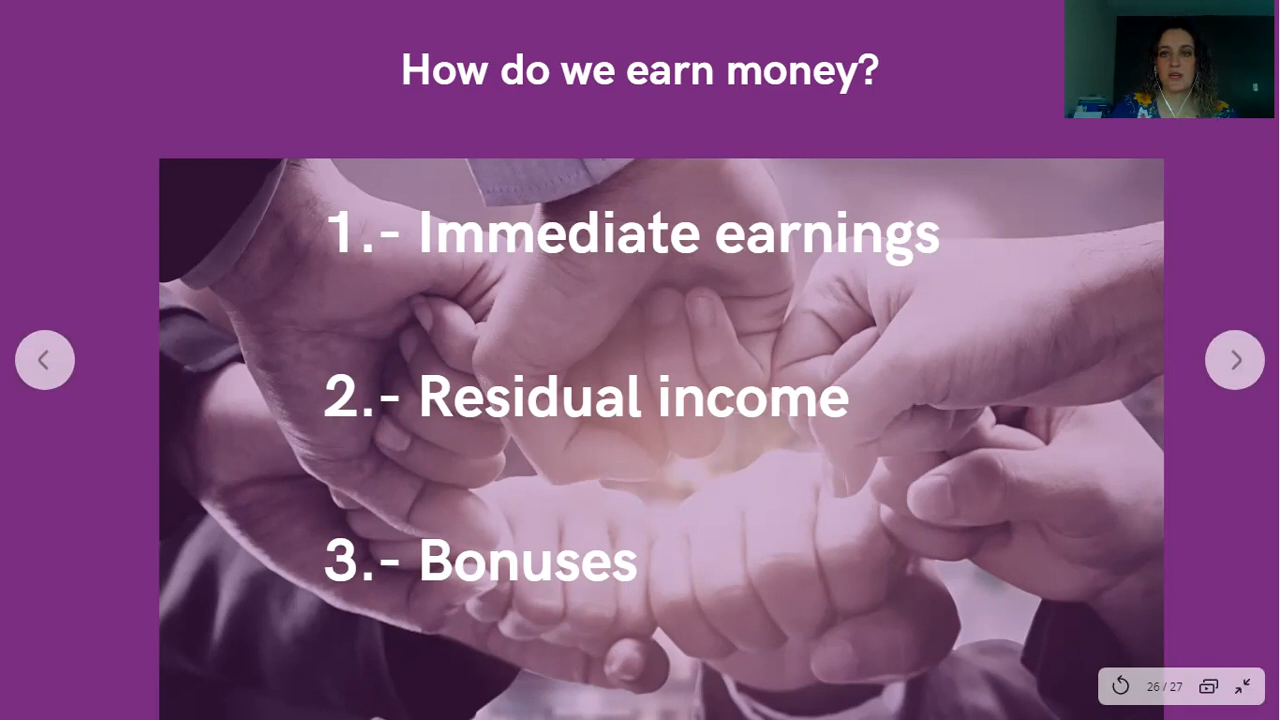 How do we earn money?
1.- Immediate earnings
2.- Residual income
3.- Bonuses
26 / 27